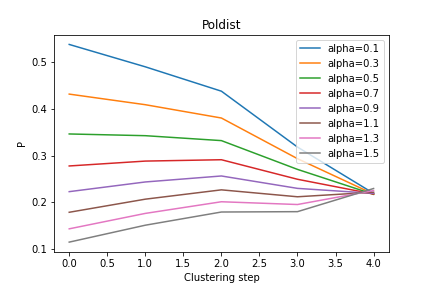 Poldist
alpha=0.1
alpha=0.3
alpha=0.5
alpha=0.7
alpha=0.9
alpha=1.1
alpha=1.3
alpha=1.5
0.5
0.4
0.3
0.2
0.1
P
0.0 0.5 1.0 1.5 2.0 2.5 3.0 3.5 4.0
Clustering step